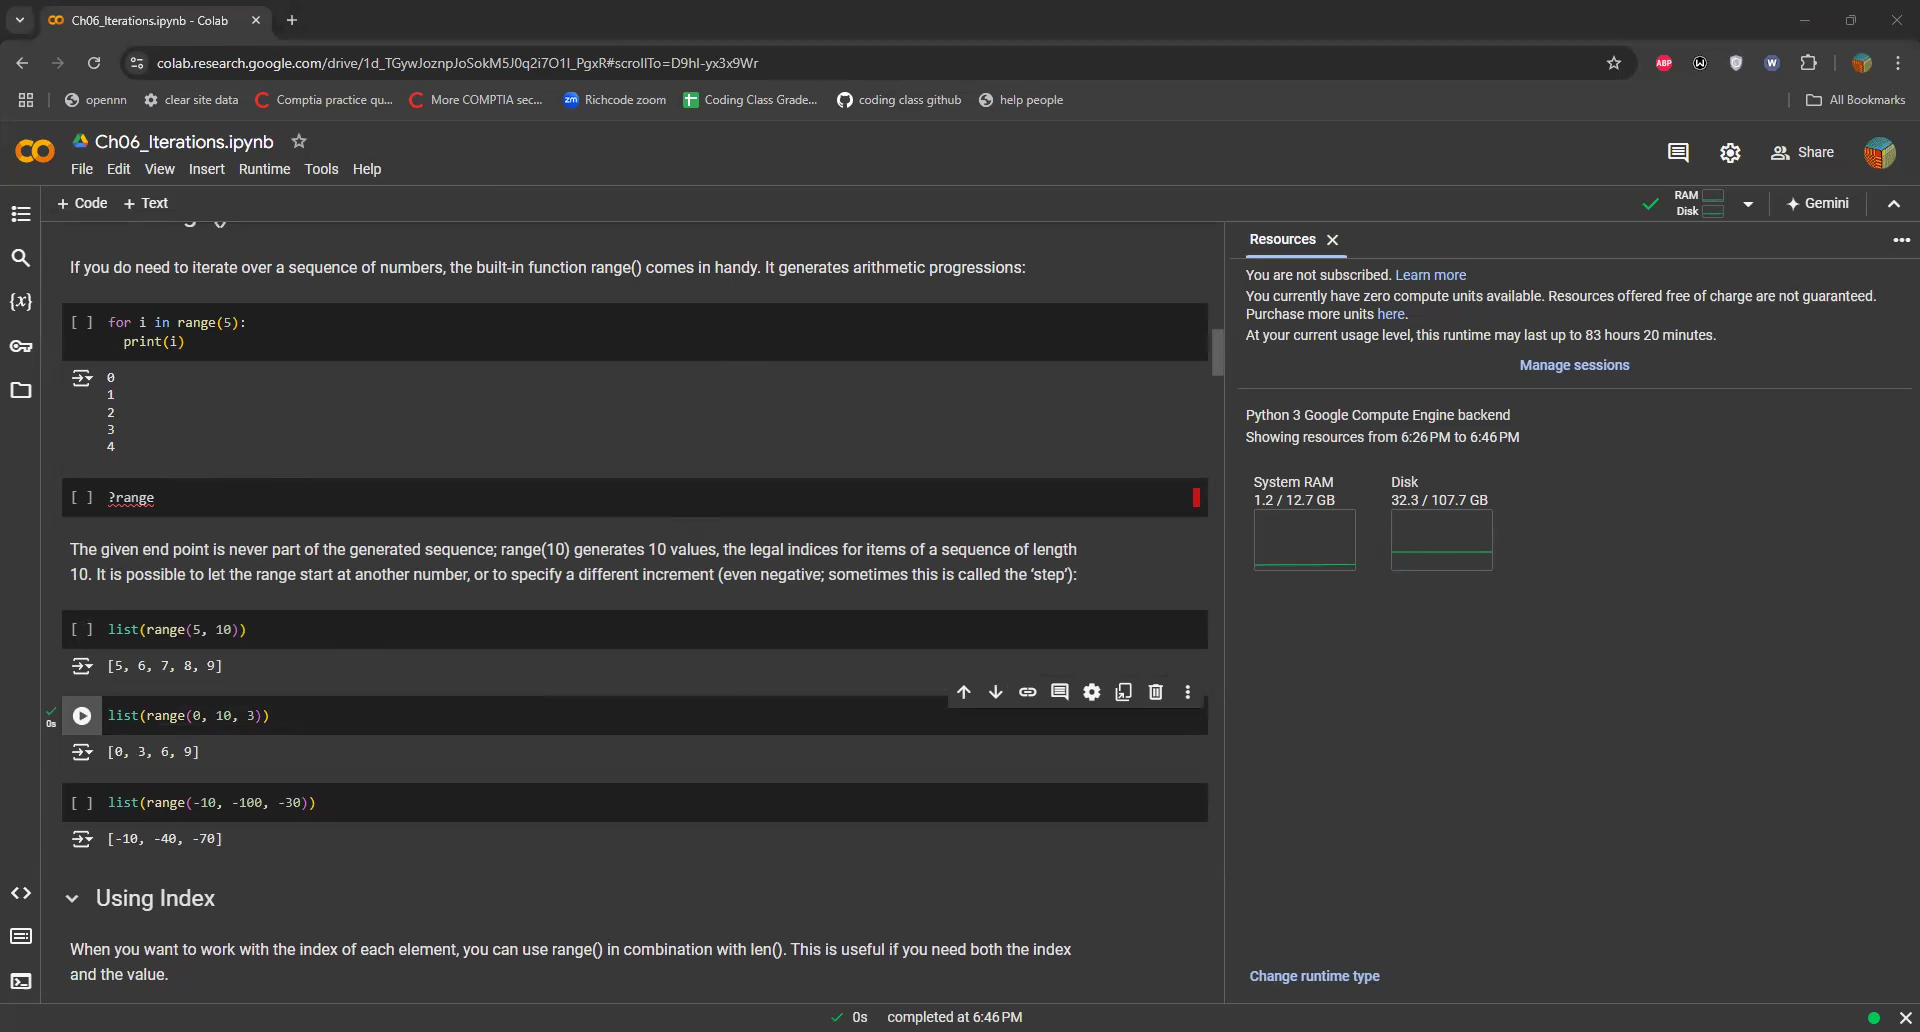 Ch06_Iterations.ipynb - Colab
colab.research.google.com/drive/1d_TGywJoznpJoSokM5J0q2i7O1l_PgxR#scrollTo=D9hI-yx3x9Wr
ABP
W
opennn
clear site data
Comptia practice qu...
More COMPTIA sec...
zm Richcode zoom
Coding Class Grade...
coding class github
help people
All Bookmarks
Ch06_Iterations.ipynb
File Edit View Insert Runtime Tools Help
Share
+ Code + Text
RAM
Disk
Gemini
If you do need to iterate over a sequence of numbers, the built-in function range() comes in handy. It generates arithmetic progressions:
[ ] for i in range(5):
print(i)
0
1
2
3
4
[ ] ?range
The given end point is never part of the generated sequence; range(10) generates 10 values, the legal indices for items of a sequence of length
10. It is possible to let the range start at another number, or to specify a different increment (even negative; sometimes this is called the ‘step’):
[ ] list(range(5, 10))
[5, 6, 7, 8, 9]
0s
list(range(0, 10, 3))
[0, 3, 6, 9]
[ ] list(range(-10, -100, -30))
[-10, -40, -70]
Using Index
When you want to work with the index of each element, you can use range() in combination with len(). This is useful if you need both the index
and the value.
Resources
You are not subscribed. Learn more
You currently have zero compute units available. Resources offered free of charge are not guaranteed.
Purchase more units here.
At your current usage level, this runtime may last up to 83 hours 20 minutes.
Manage sessions
Python 3 Google Compute Engine backend
Showing resources from 6:26 PM to 6:46 PM
System RAM
1.2 / 12.7 GB
Disk
32.3 / 107.7 GB
Change runtime type
0s completed at 6:46 PM